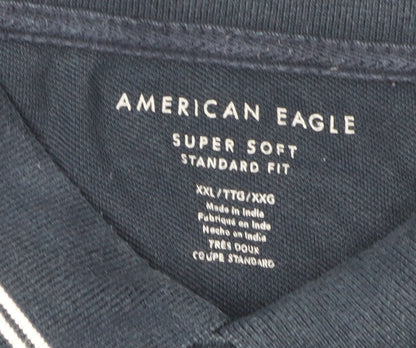 AMERICAN EAGLE
SUPER SOFT
STANDARD FIT
XXL/TTG/XXG
Made in India
Fabriqué en Inde
Hecho en India
TRÈS DOUX
COUPE STANDARD